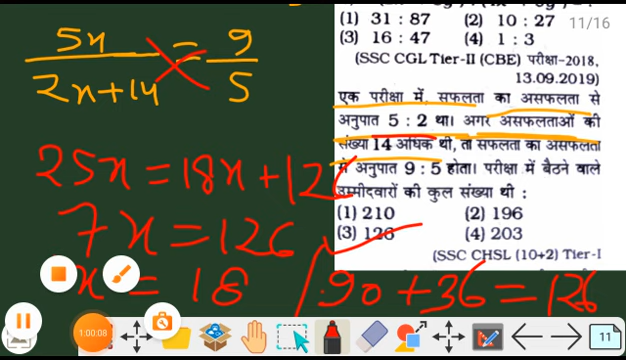 (1) 31 : 87 (2) 10 : 27
11/16
(3) 16 : 47 (4) 1 : 3
(SSC CGL Tier-II (CBE) परीक्षा-2018,
13.09.2019)
एक परीक्षा में, सफलता का असफलता से
अनुपात 5 : 2 था। अगर असफलताओं की
संख्या 14 अधिक थी, तो सफलता का असफलता
से अनुपात 9 : 5 होता। परीक्षा में बैठने वाले
उम्मीदवारों की कुल संख्या थी :
(1) 210 (2) 196
(3) 126 (4) 203
(SSC CHSL (10+2) Tier-I
5x = 9
2x+14 5
25x = 18x + 126
7x = 126
x = 18 90 + 36 = 126
1:00:08
11